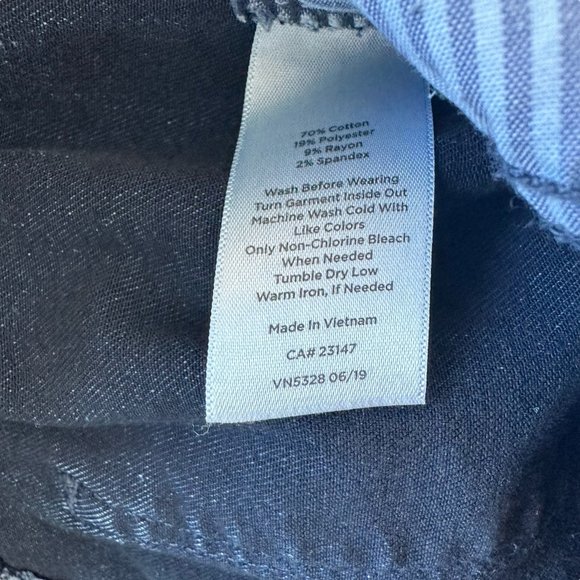 70% Cotton
19% Polyester
9% Rayon
2% Spandex
Wash Before Wearing
Turn Garment Inside Out
Machine Wash Cold With
Like Colors
Only Non-Chlorine Bleach
When Needed
Tumble Dry Low
Warm Iron, If Needed
Made In Vietnam
CA# 23147
VN5328 06/19